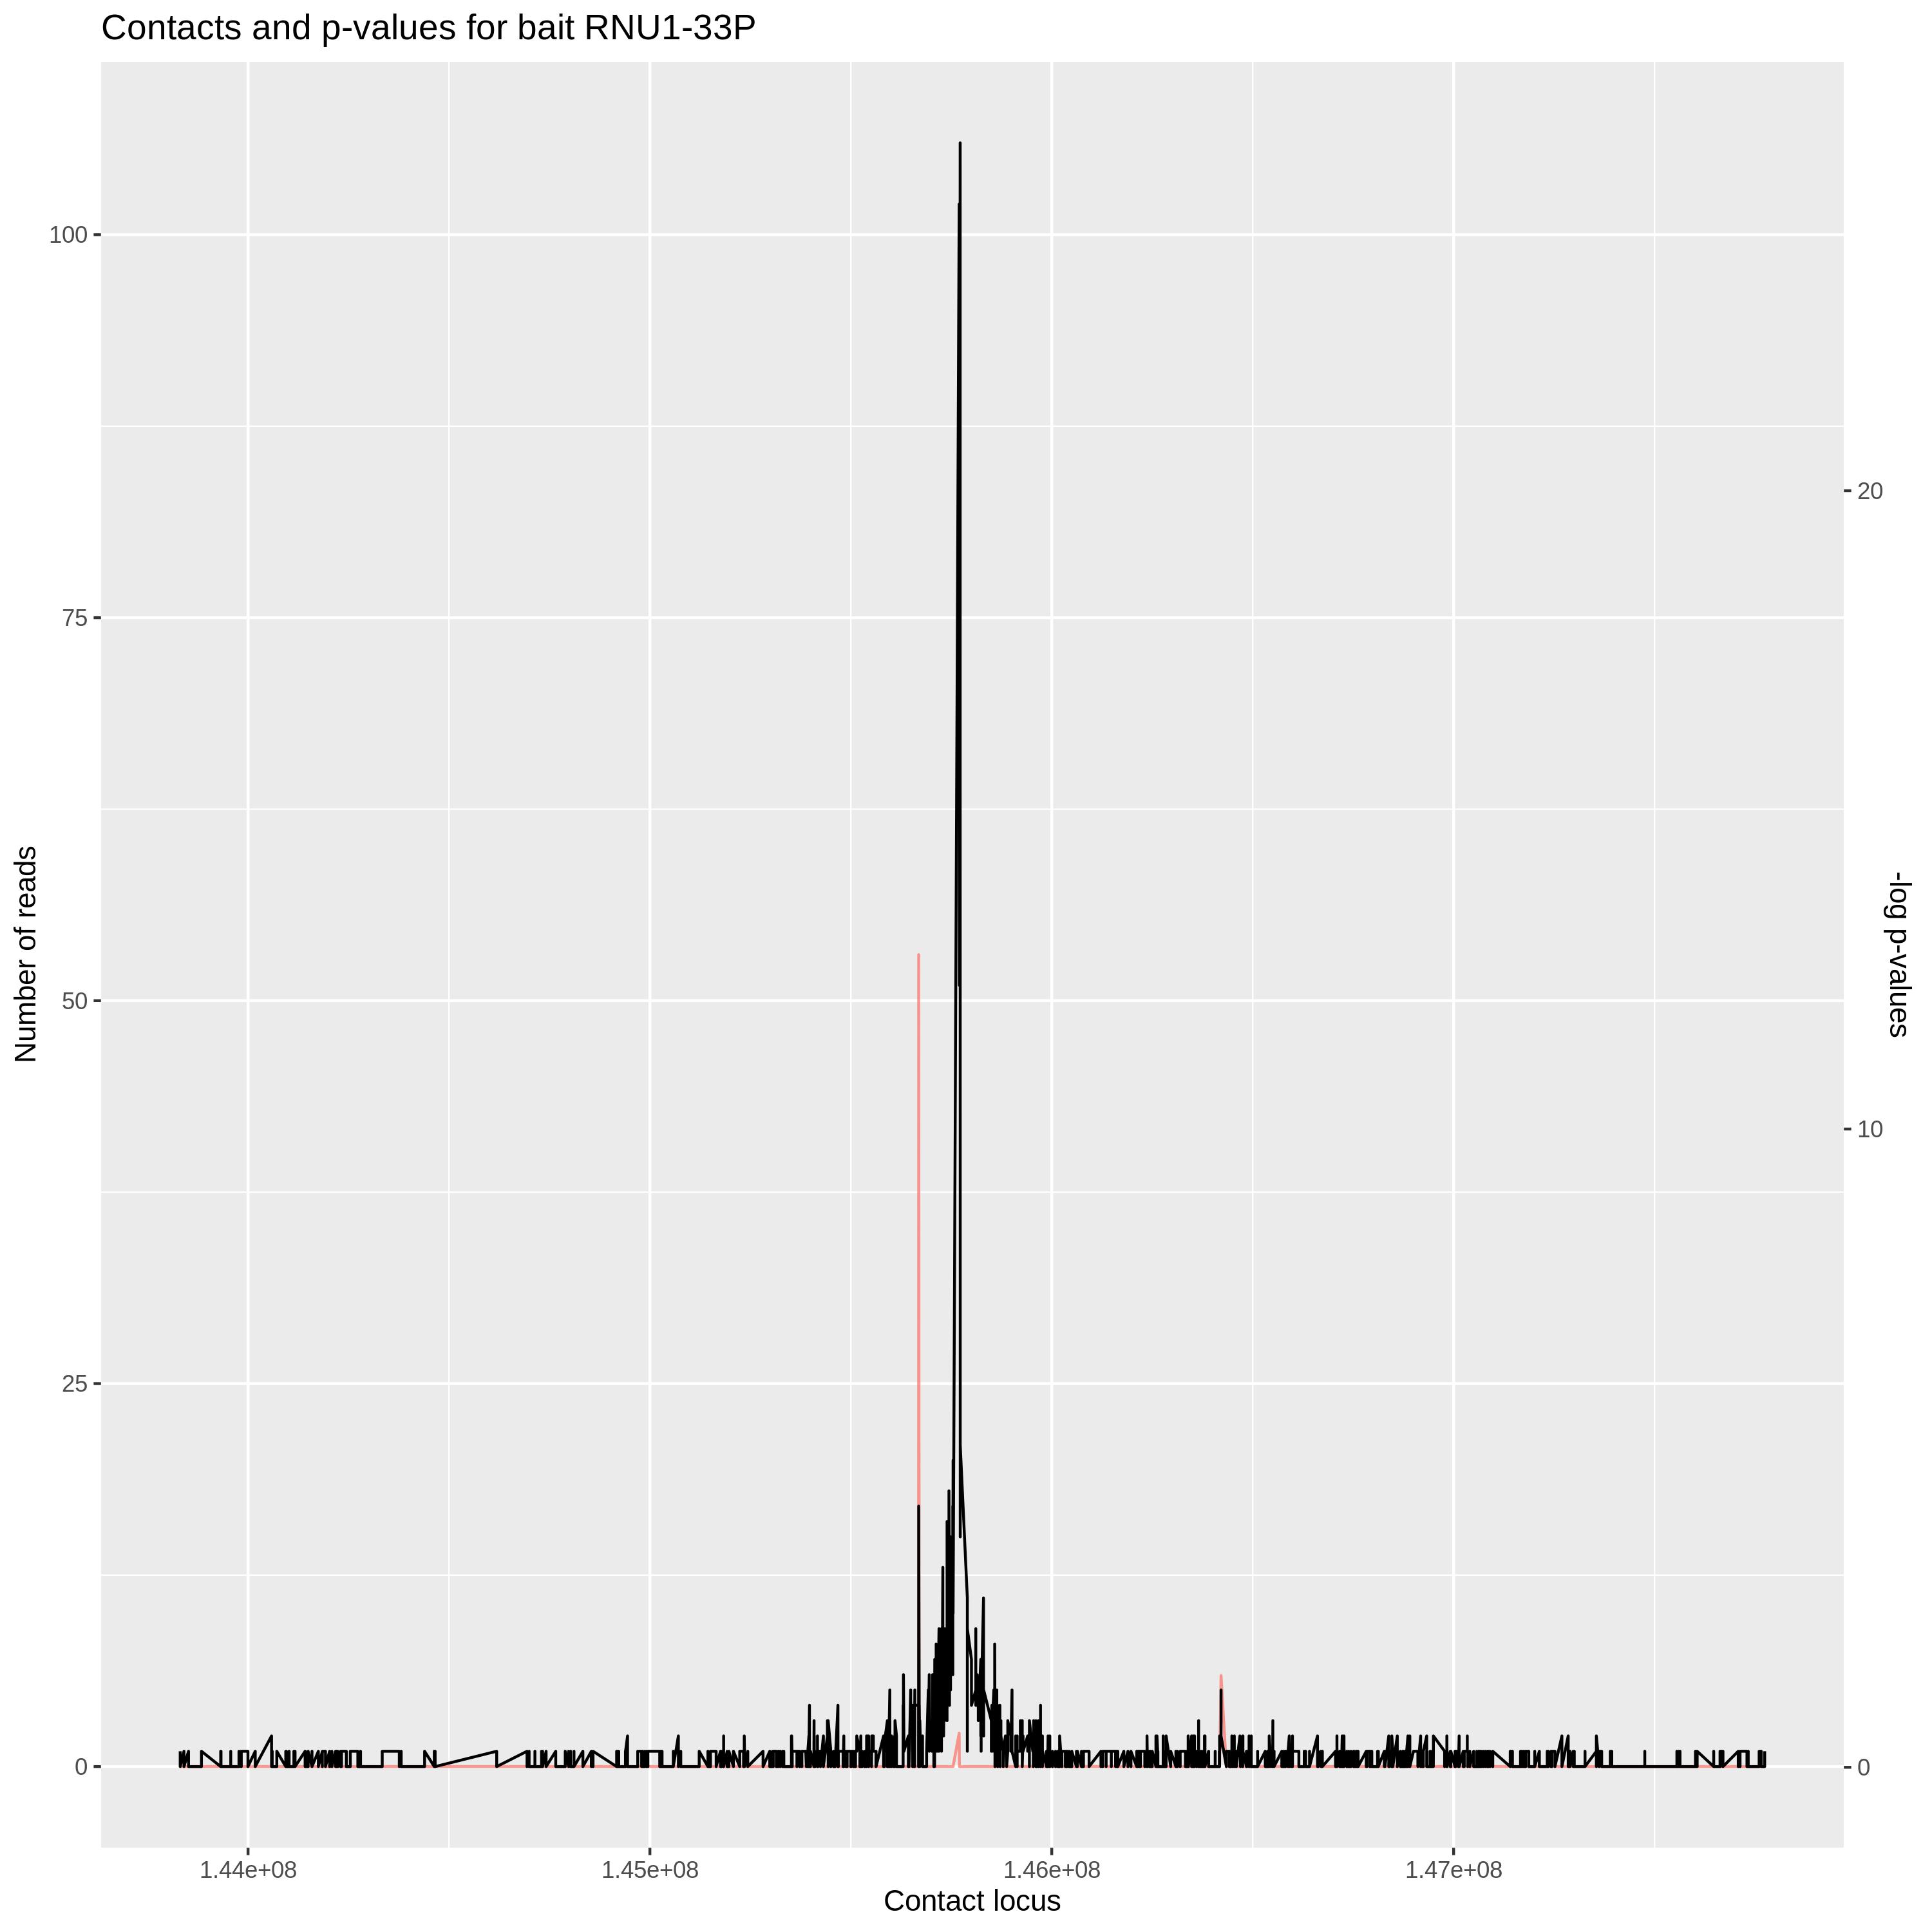 Contacts and p-values for bait RNU1-33P
100
75
50
25
0
Number of reads
20
10
0
-log p-values
1.44e+08 1.45e+08 1.46e+08 1.47e+08
Contact locus